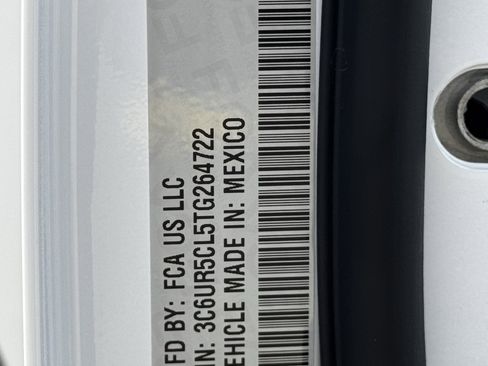 FD BY: FCA US LLC
IN: 3C6UR5CL5TG264722
EHICLE MADE IN: MEXICO